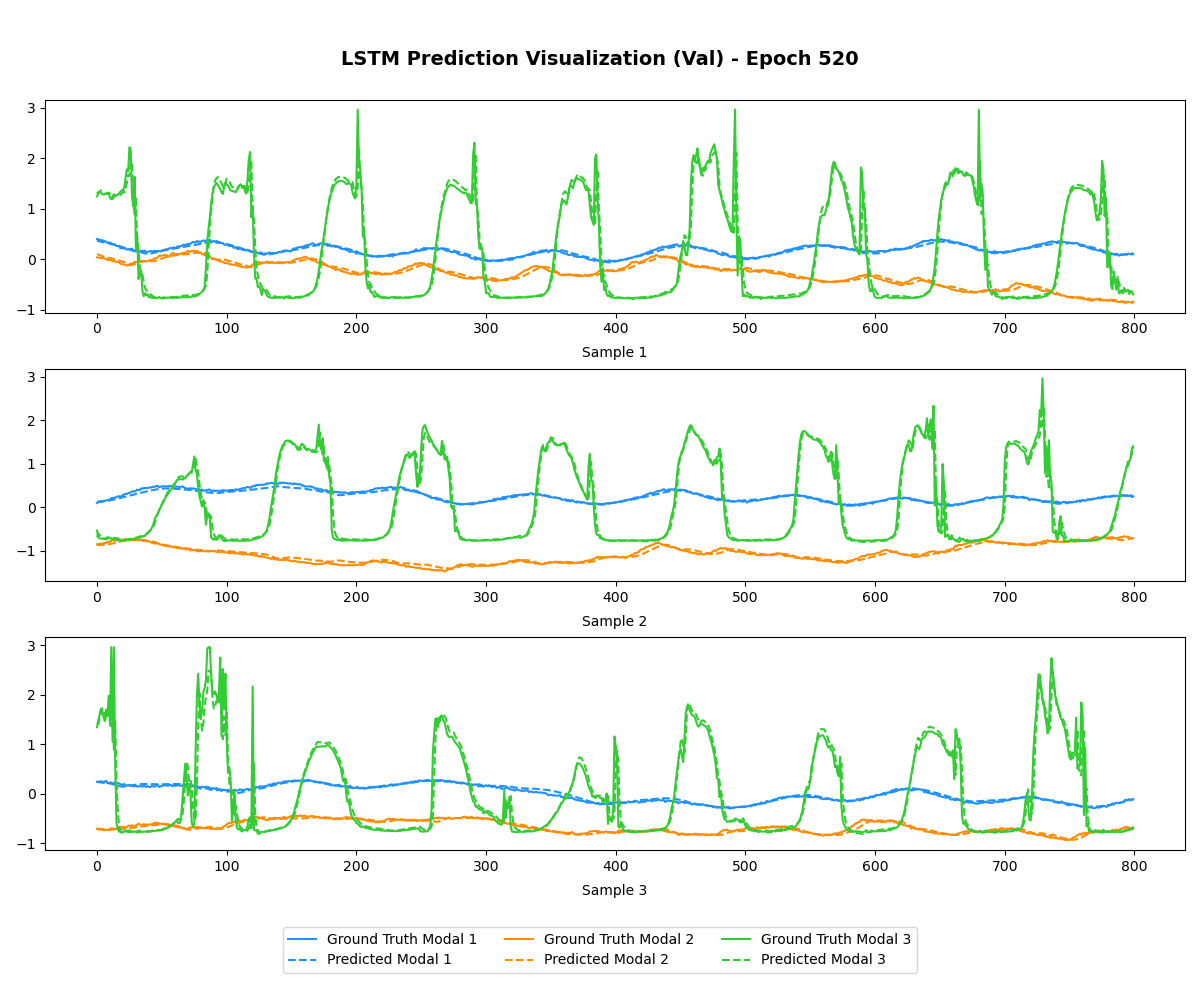 LSTM Prediction Visualization (Val) - Epoch 520
3
2
1
0
−1
0 100 200 300 400 500 600 700 800
Sample 1
3
2
1
0
−1
0 100 200 300 400 500 600 700 800
Sample 2
3
2
1
0
−1
0 100 200 300 400 500 600 700 800
Sample 3
Ground Truth Modal 1 Ground Truth Modal 2 Ground Truth Modal 3
Predicted Modal 1 Predicted Modal 2 Predicted Modal 3